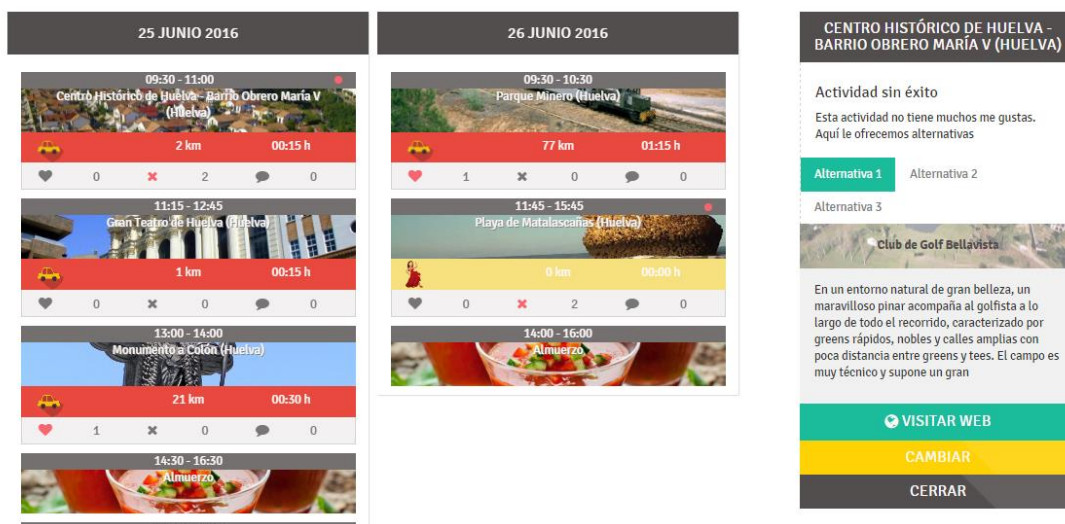 25 JUNIO 2016
09:30 - 11:00
Centro Histórico de Huelva - Barrio Obrero María V
(Huelva)
2 km 00:15 h
0 2 0
11:15 - 12:45
Gran Teatro de Huelva (Huelva)
1 km 00:15 h
0 0 0
13:00 - 14:00
Monumento a Colón (Huelva)
21 km 00:30 h
1 0 0
14:30 - 16:30
Almuerzo
26 JUNIO 2016
09:30 - 10:30
Parque Minero (Huelva)
77 km 01:15 h
1 0 0
11:45 - 15:45
Playa de Matalascañas (Huelva)
0 km 00:00 h
0 2 0
14:00 - 16:00
Almuerzo
CENTRO HISTÓRICO DE HUELVA -
BARRIO OBRERO MARÍA V (HUELVA)
Actividad sin éxito
Esta actividad no tiene muchos me gustas.
Aquí le ofrecemos alternativas
Alternativa 1 Alternativa 2
Alternativa 3
Club de Golf Bellavista
En un entorno natural de gran belleza, un
maravilloso pinar acompaña al golfista a lo
largo de todo el recorrido, caracterizado por
greens rápidos, nobles y calles amplias con
poca distancia entre greens y tees. El campo es
muy técnico y supone un gran
VISITAR WEB
CAMBIAR
CERRAR